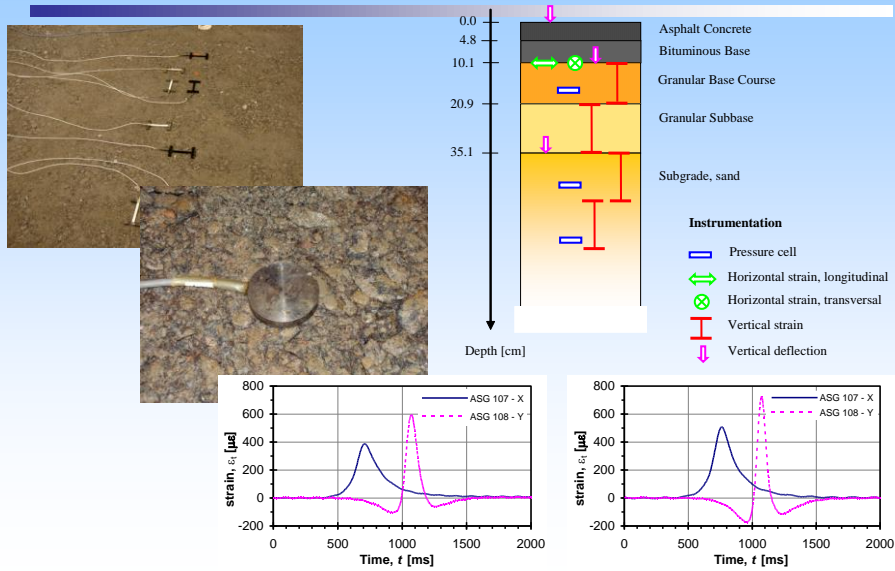 0.0
Asphalt Concrete
4.8
Bituminous Base
10.1
Granular Base Course
20.9
Granular Subbase
35.1
Subgrade, sand
Depth [cm]
Instrumentation
Pressure cell
Horizontal strain, longitudinal
Horizontal strain, transversal
Vertical strain
Vertical deflection
800
600
400
200
0
-200
strain, εt [με]
ASG 107 - X
ASG 108 - Y
0 500 1000 1500 2000
Time, t [ms]
800
600
400
200
0
-200
strain, εt [με]
ASG 107 - X
ASG 108 - Y
0 500 1000 1500 2000
Time, t [ms]